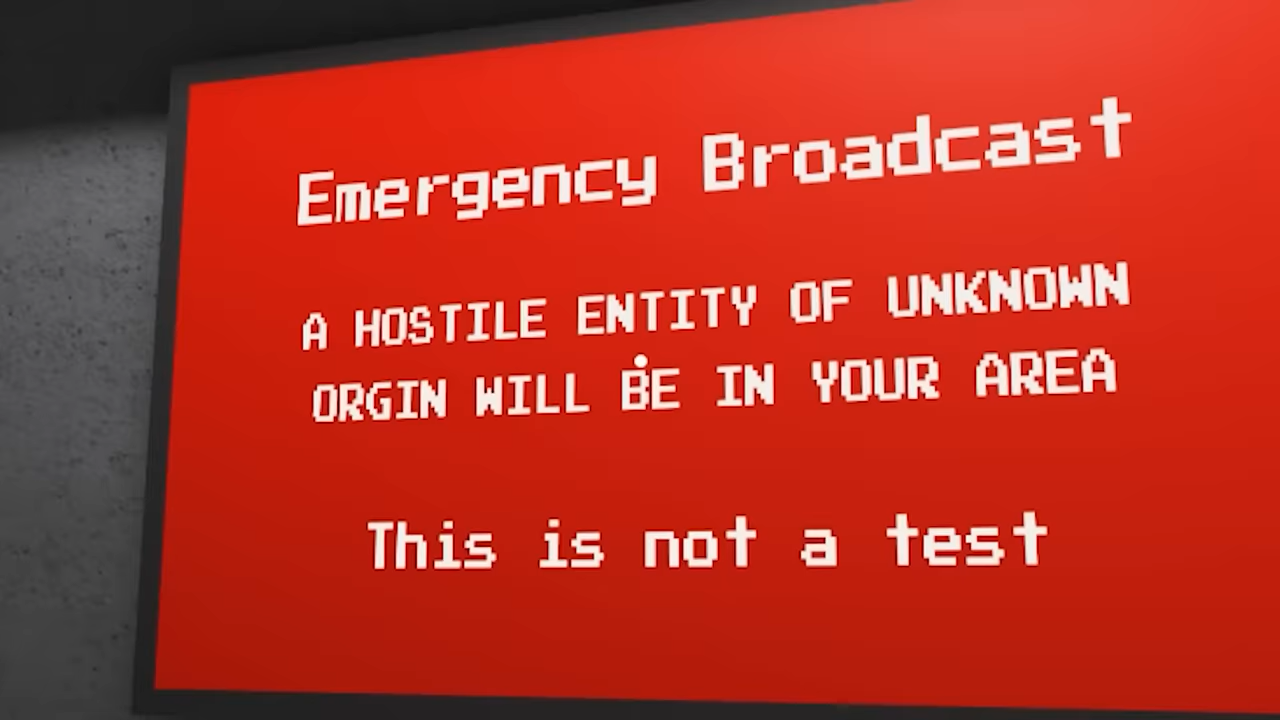 Emergency Broadcast
A HOSTILE ENTITY OF UNKNOWN
ORGIN WILL BE IN YOUR AREA
This is not a test